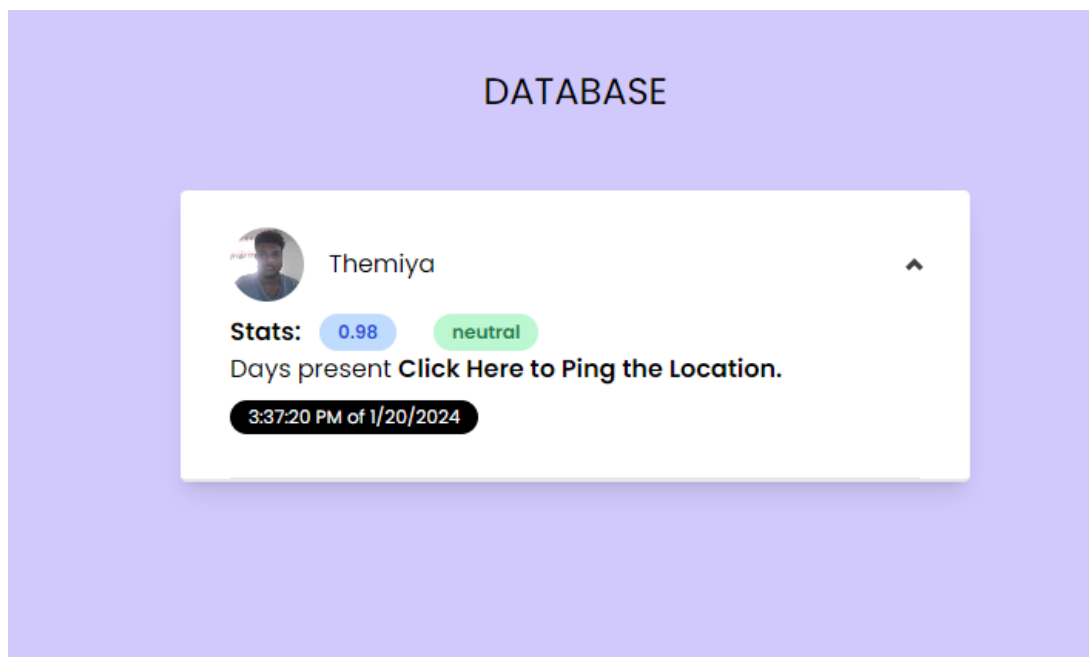 DATABASE
Themiya
Stats: 0.98 neutral
Days present Click Here to Ping the Location.
3:37:20 PM of 1/20/2024